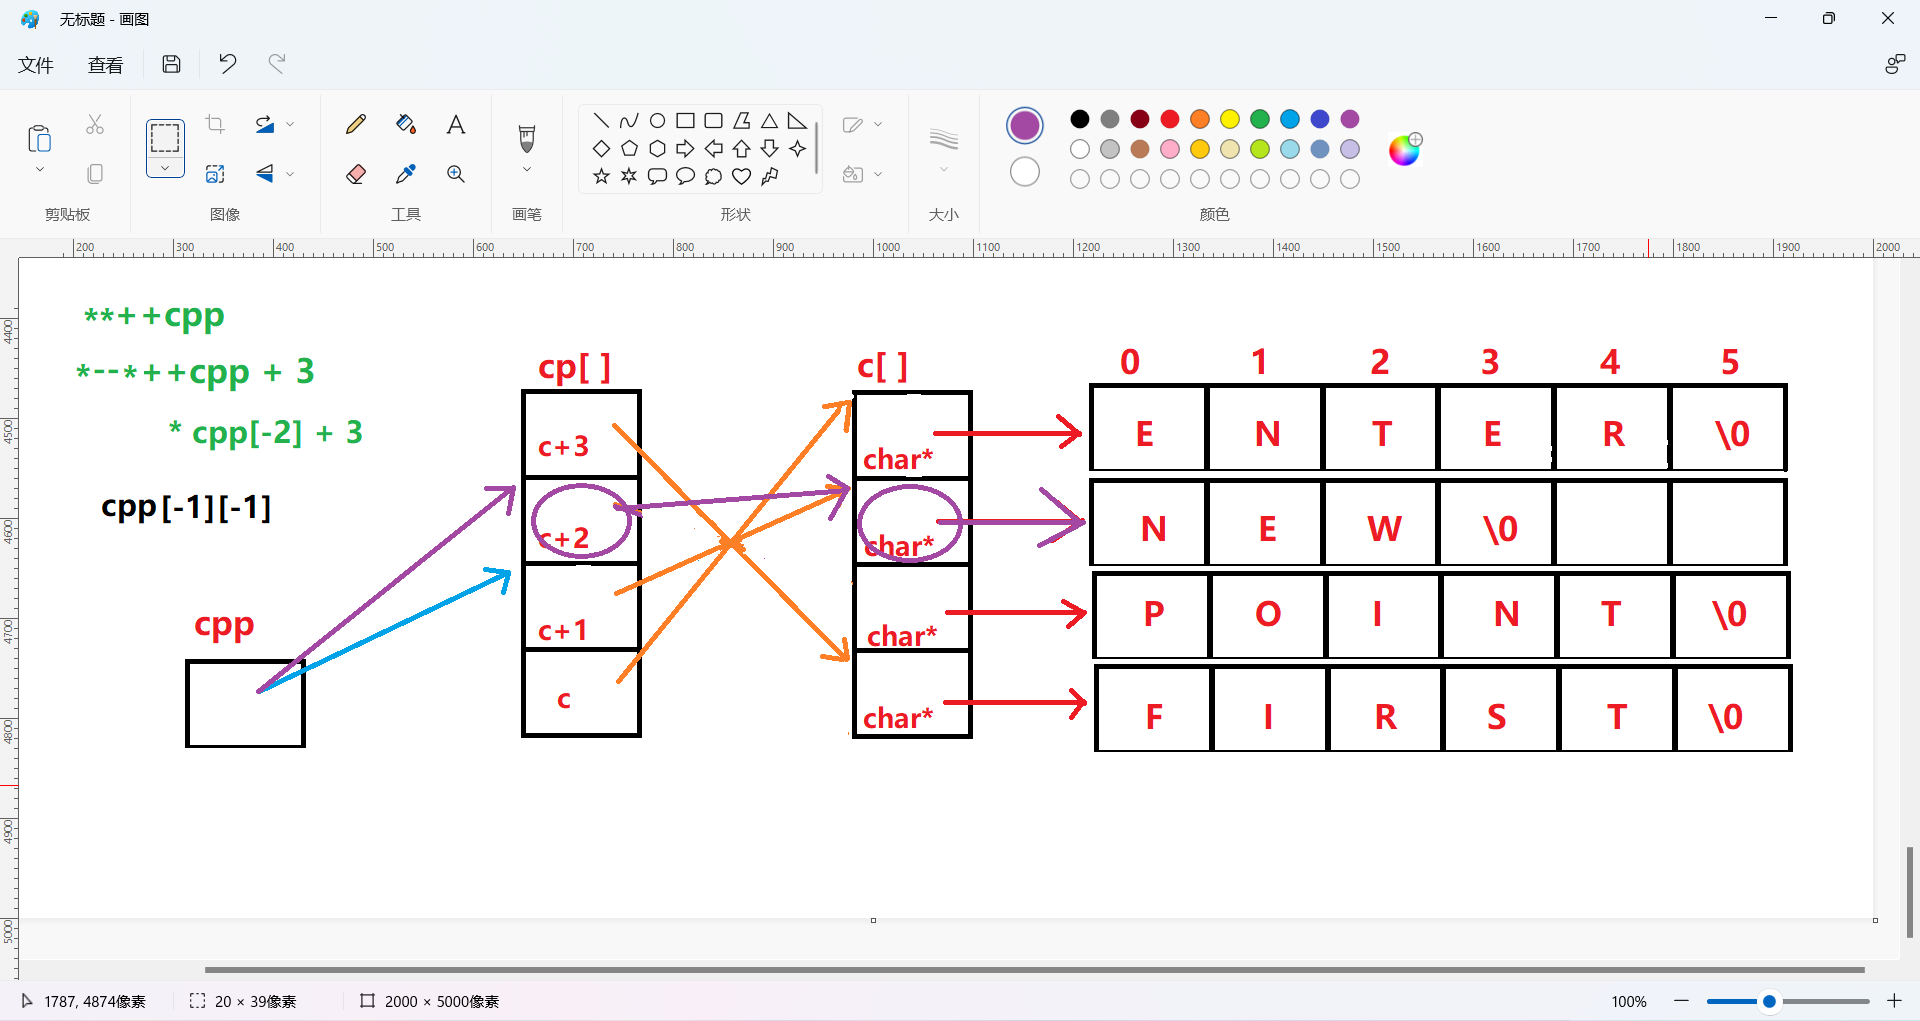 无标题 - 画图
文件 查看
剪贴板 图像 工具 画笔 形状 大小 颜色
200 300 400 500 600 700 800 900 1000 1100 1200 1300 1400 1500 1600 1700 1800 1900 2000
4400
4500
4600
4700
4800
4900
5000
**++cpp
*--*++cpp + 3
* cpp[-2] + 3
cpp[-1][-1]
cpp
cp[ ]
c+3
c+2
c+1
c
c[ ]
char*
char*
char*
char*
0 1 2 3 4 5
E N T E R \0
N E W \0
P O I N T \0
F I R S T \0
1787, 4874像素 20 × 39像素 2000 × 5000像素 100%